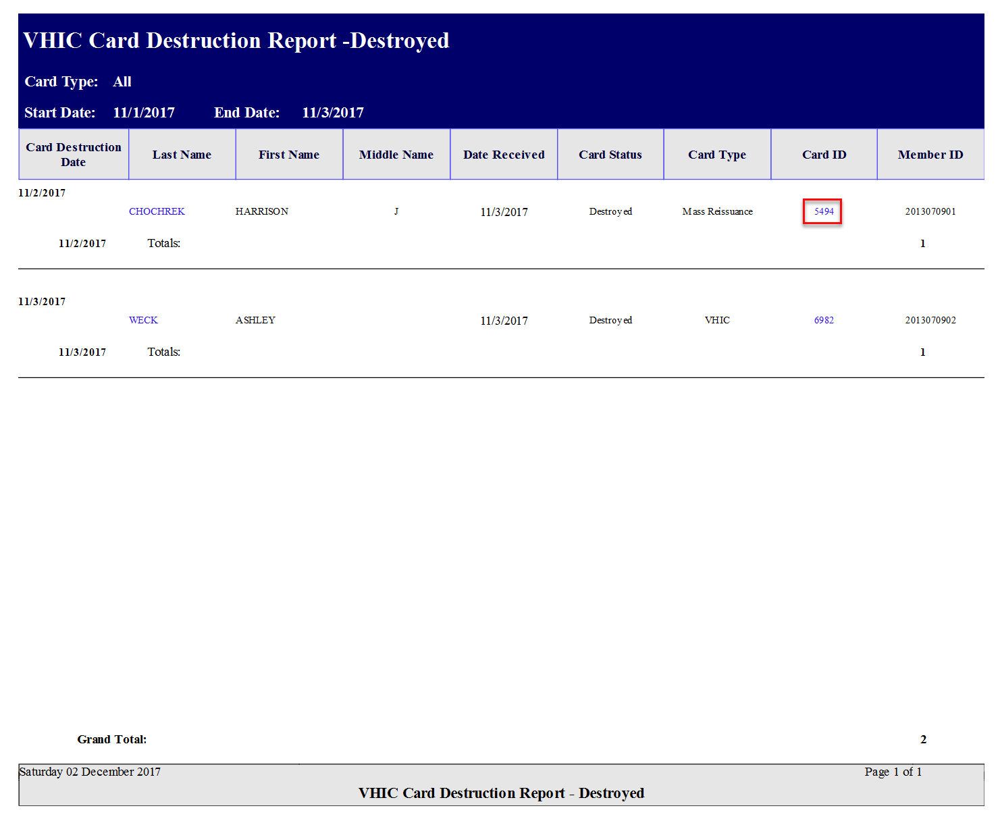 VHIC Card Destruction Report -Destroyed
Card Type: All
Start Date: 11/1/2017 End Date: 11/3/2017
Card Destruction Date Last Name First Name Middle Name Date Received Card Status Card Type Card ID Member ID
11/2/2017
CHOCHREK HARRISON J 11/3/2017 Destroyed Mass Reissuance 5494 2013070901
11/2/2017 Totals: 1
11/3/2017
WECK ASHLEY 11/3/2017 Destroyed VHIC 6982 2013070902
11/3/2017 Totals: 1
Grand Total: 2
Saturday 02 December 2017 Page 1 of 1
VHIC Card Destruction Report - Destroyed